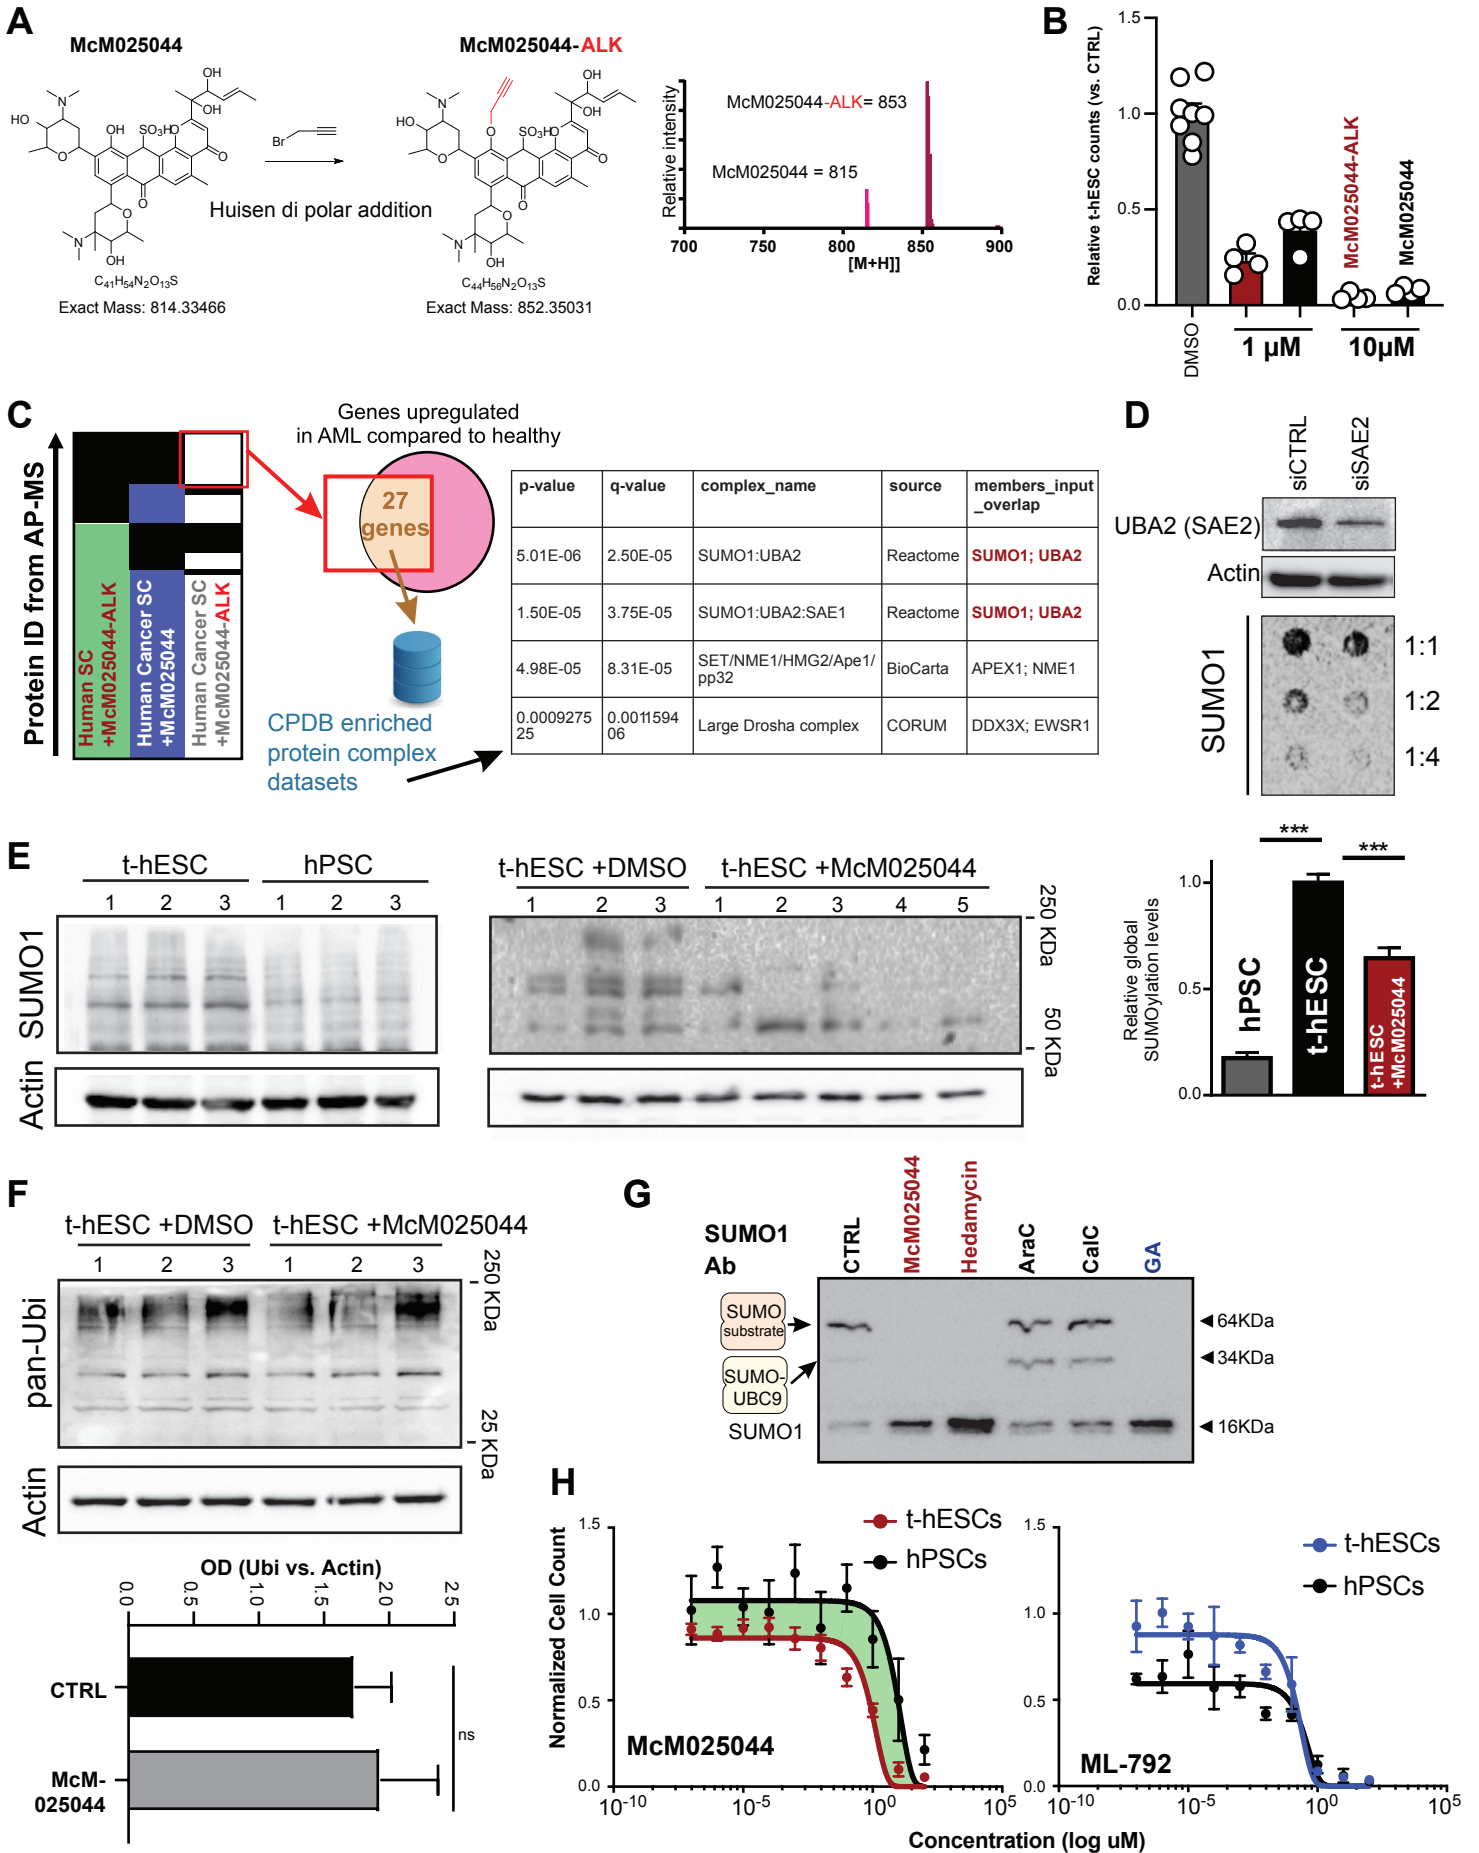 A
McM025044
McM025044-ALK
OH
OH
N
HO
OH
SO3H
O
O
O
O
N
OH
C41H54N2O13S
Exact Mass: 814.33466
Br
Huisen di polar addition
OH
OH
N
HO
O
SO3H
O
O
O
O
N
OH
C44H56N2O13S
Exact Mass: 852.35031
Relative intensity
McM025044-ALK= 853
McM025044 = 815
700
750
800
850
900
[M+H]]
B
Relative t-hESC counts (vs. CTRL)
1.5
1.0
0.5
0.0
McM025044-ALK
McM025044
DMSO
1 µM
10µM
C
Protein ID from AP-MS
Human SC
+McM025044-ALK
Human Cancer SC
+McM025044
Human Cancer SC
+McM025044-ALK
Genes upregulated
in AML compared to healthy
27
genes
CPDB enriched
protein complex
datasets
p-value q-value complex_name source members_input
_overlap
5.01E-06 2.50E-05 SUMO1:UBA2 Reactome SUMO1; UBA2
1.50E-05 3.75E-05 SUMO1:UBA2:SAE1 Reactome SUMO1; UBA2
4.98E-05 8.31E-05 SET/NME1/HMG2/Ape1/
pp32 BioCarta APEX1; NME1
0.0009275
25 0.0011594
06 Large Drosha complex CORUM DDX3X; EWSR1
D
siCTRL
siSAE2
UBA2 (SAE2)
Actin
SUMO1
1:1
1:2
1:4
E
t-hESC hPSC
1 2 3 1 2 3
SUMO1
Actin
t-hESC +DMSO t-hESC +McM025044
1 2 3 1 2 3 4 5
250 KDa
50 KDa
*** ***
Relative global
SUMOylation levels
1.0
0.5
0.0
hPSC
t-hESC
t-hESC
+McM025044
F
t-hESC +DMSO t-hESC +McM025044
1 2 3 1 2 3
pan-Ubi
250 KDa
25 KDa
Actin
OD (Ubi vs. Actin)
0.0 0.5 1.0 1.5 2.0 2.5
CTRL
McM-
025044
ns
G
SUMO1
Ab
CTRL
McM025044
Hedamycin
AraC
CalC
GA
SUMO
substrate
SUMO-
UBC9
SUMO1
64KDa
34KDa
16KDa
H
Normalized Cell Count
1.5
1.0
0.5
0.0
t-hESCs
hPSCs
McM025044
10-10 10-5 100 105
1.5
1.0
0.5
0.0
t-hESCs
hPSCs
ML-792
10-10 10-5 100 105
Concentration (log uM)